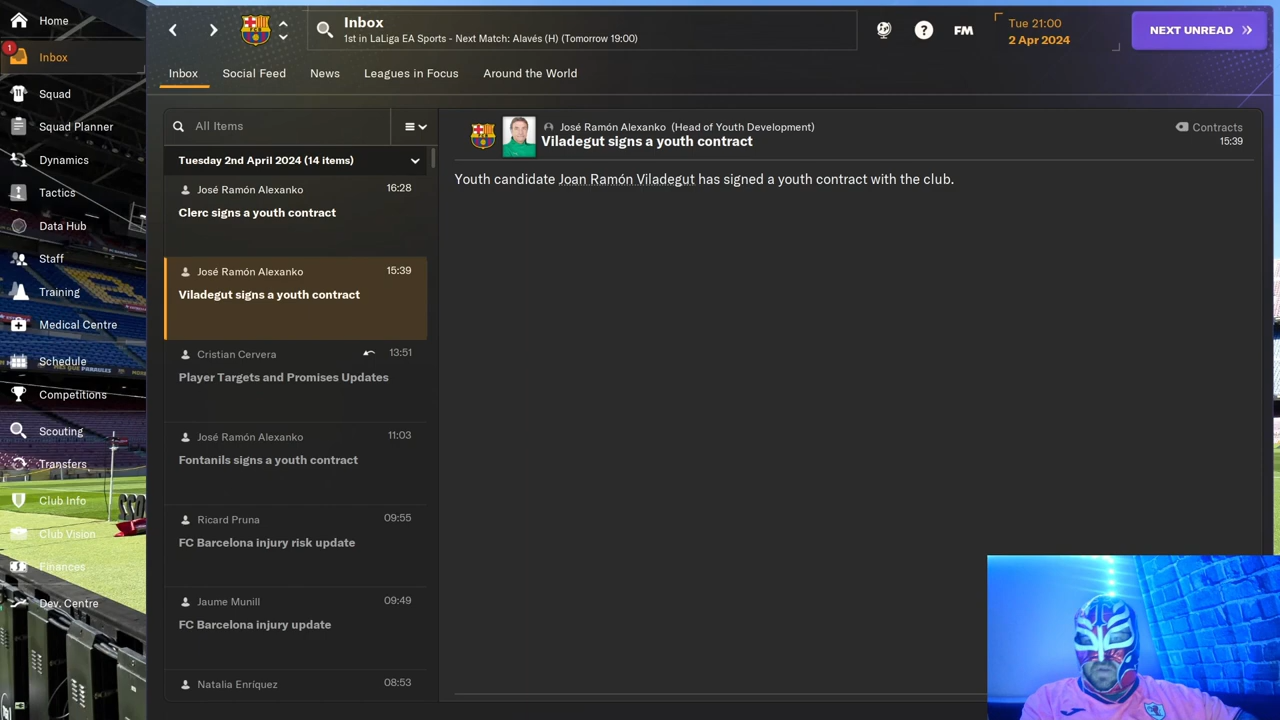 Home
1
Inbox
Squad
Squad Planner
Dynamics
Tactics
Data Hub
Staff
Training
Medical Centre
Schedule
Competitions
Scouting
Transfers
Club Info
Club Vision
Finances
Dev. Centre
Inbox
1st in LaLiga EA Sports - Next Match: Alavés (H) (Tomorrow 19:00)
?
FM
Tue 21:00
2 Apr 2024
NEXT UNREAD
Inbox
Social Feed
News
Leagues in Focus
Around the World
All Items
Tuesday 2nd April 2024 (14 items)
José Ramón Alexanko 16:28
Clerc signs a youth contract
José Ramón Alexanko 15:39
Viladegut signs a youth contract
Cristian Cervera 13:51
Player Targets and Promises Updates
José Ramón Alexanko 11:03
Fontanils signs a youth contract
Ricard Pruna 09:55
FC Barcelona injury risk update
Jaume Munill 09:49
FC Barcelona injury update
Natalia Enríquez 08:53
José Ramón Alexanko (Head of Youth Development)
Viladegut signs a youth contract
Contracts
15:39
Youth candidate Joan Ramón Viladegut has signed a youth contract with the club.